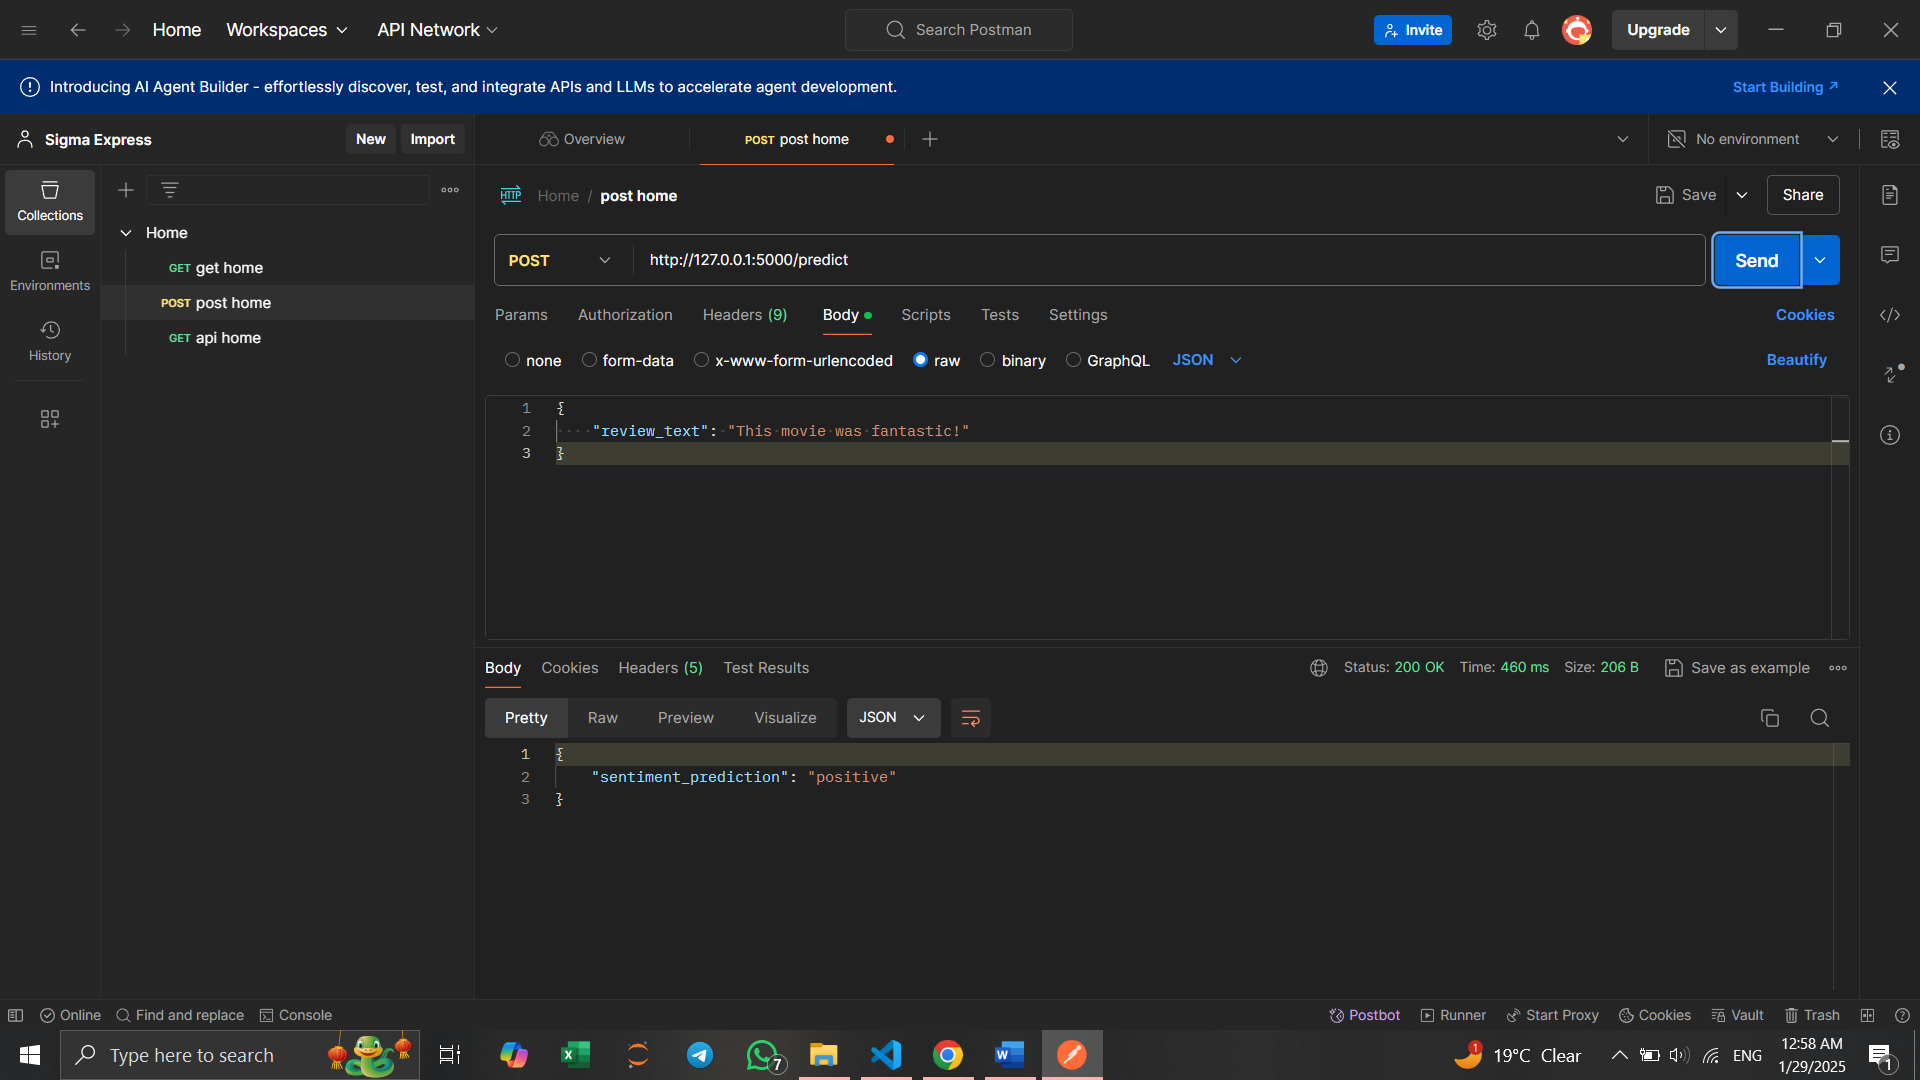 Home Workspaces API Network Search Postman Invite Upgrade
Introducing AI Agent Builder - effortlessly discover, test, and integrate APIs and LLMs to accelerate agent development. Start Building
Sigma Express New Import Overview POST post home No environment
Collections
Environments
History
Home
GET get home
POST post home
GET api home
HTTP Home / post home Save Share
POST http://127.0.0.1:5000/predict Send
Params Authorization Headers (9) Body Scripts Tests Settings Cookies
none form-data x-www-form-urlencoded raw binary GraphQL JSON Beautify
1 {
2 "review_text": "This movie was fantastic!"
3 }
Body Cookies Headers (5) Test Results Status: 200 OK Time: 460 ms Size: 206 B Save as example
Pretty Raw Preview Visualize JSON
1 {
2 "sentiment_prediction": "positive"
3 }
Online Find and replace Console Postbot Runner Start Proxy Cookies Vault Trash
Type here to search 7 1 19°C Clear ENG 12:58 AM
1/29/2025 1